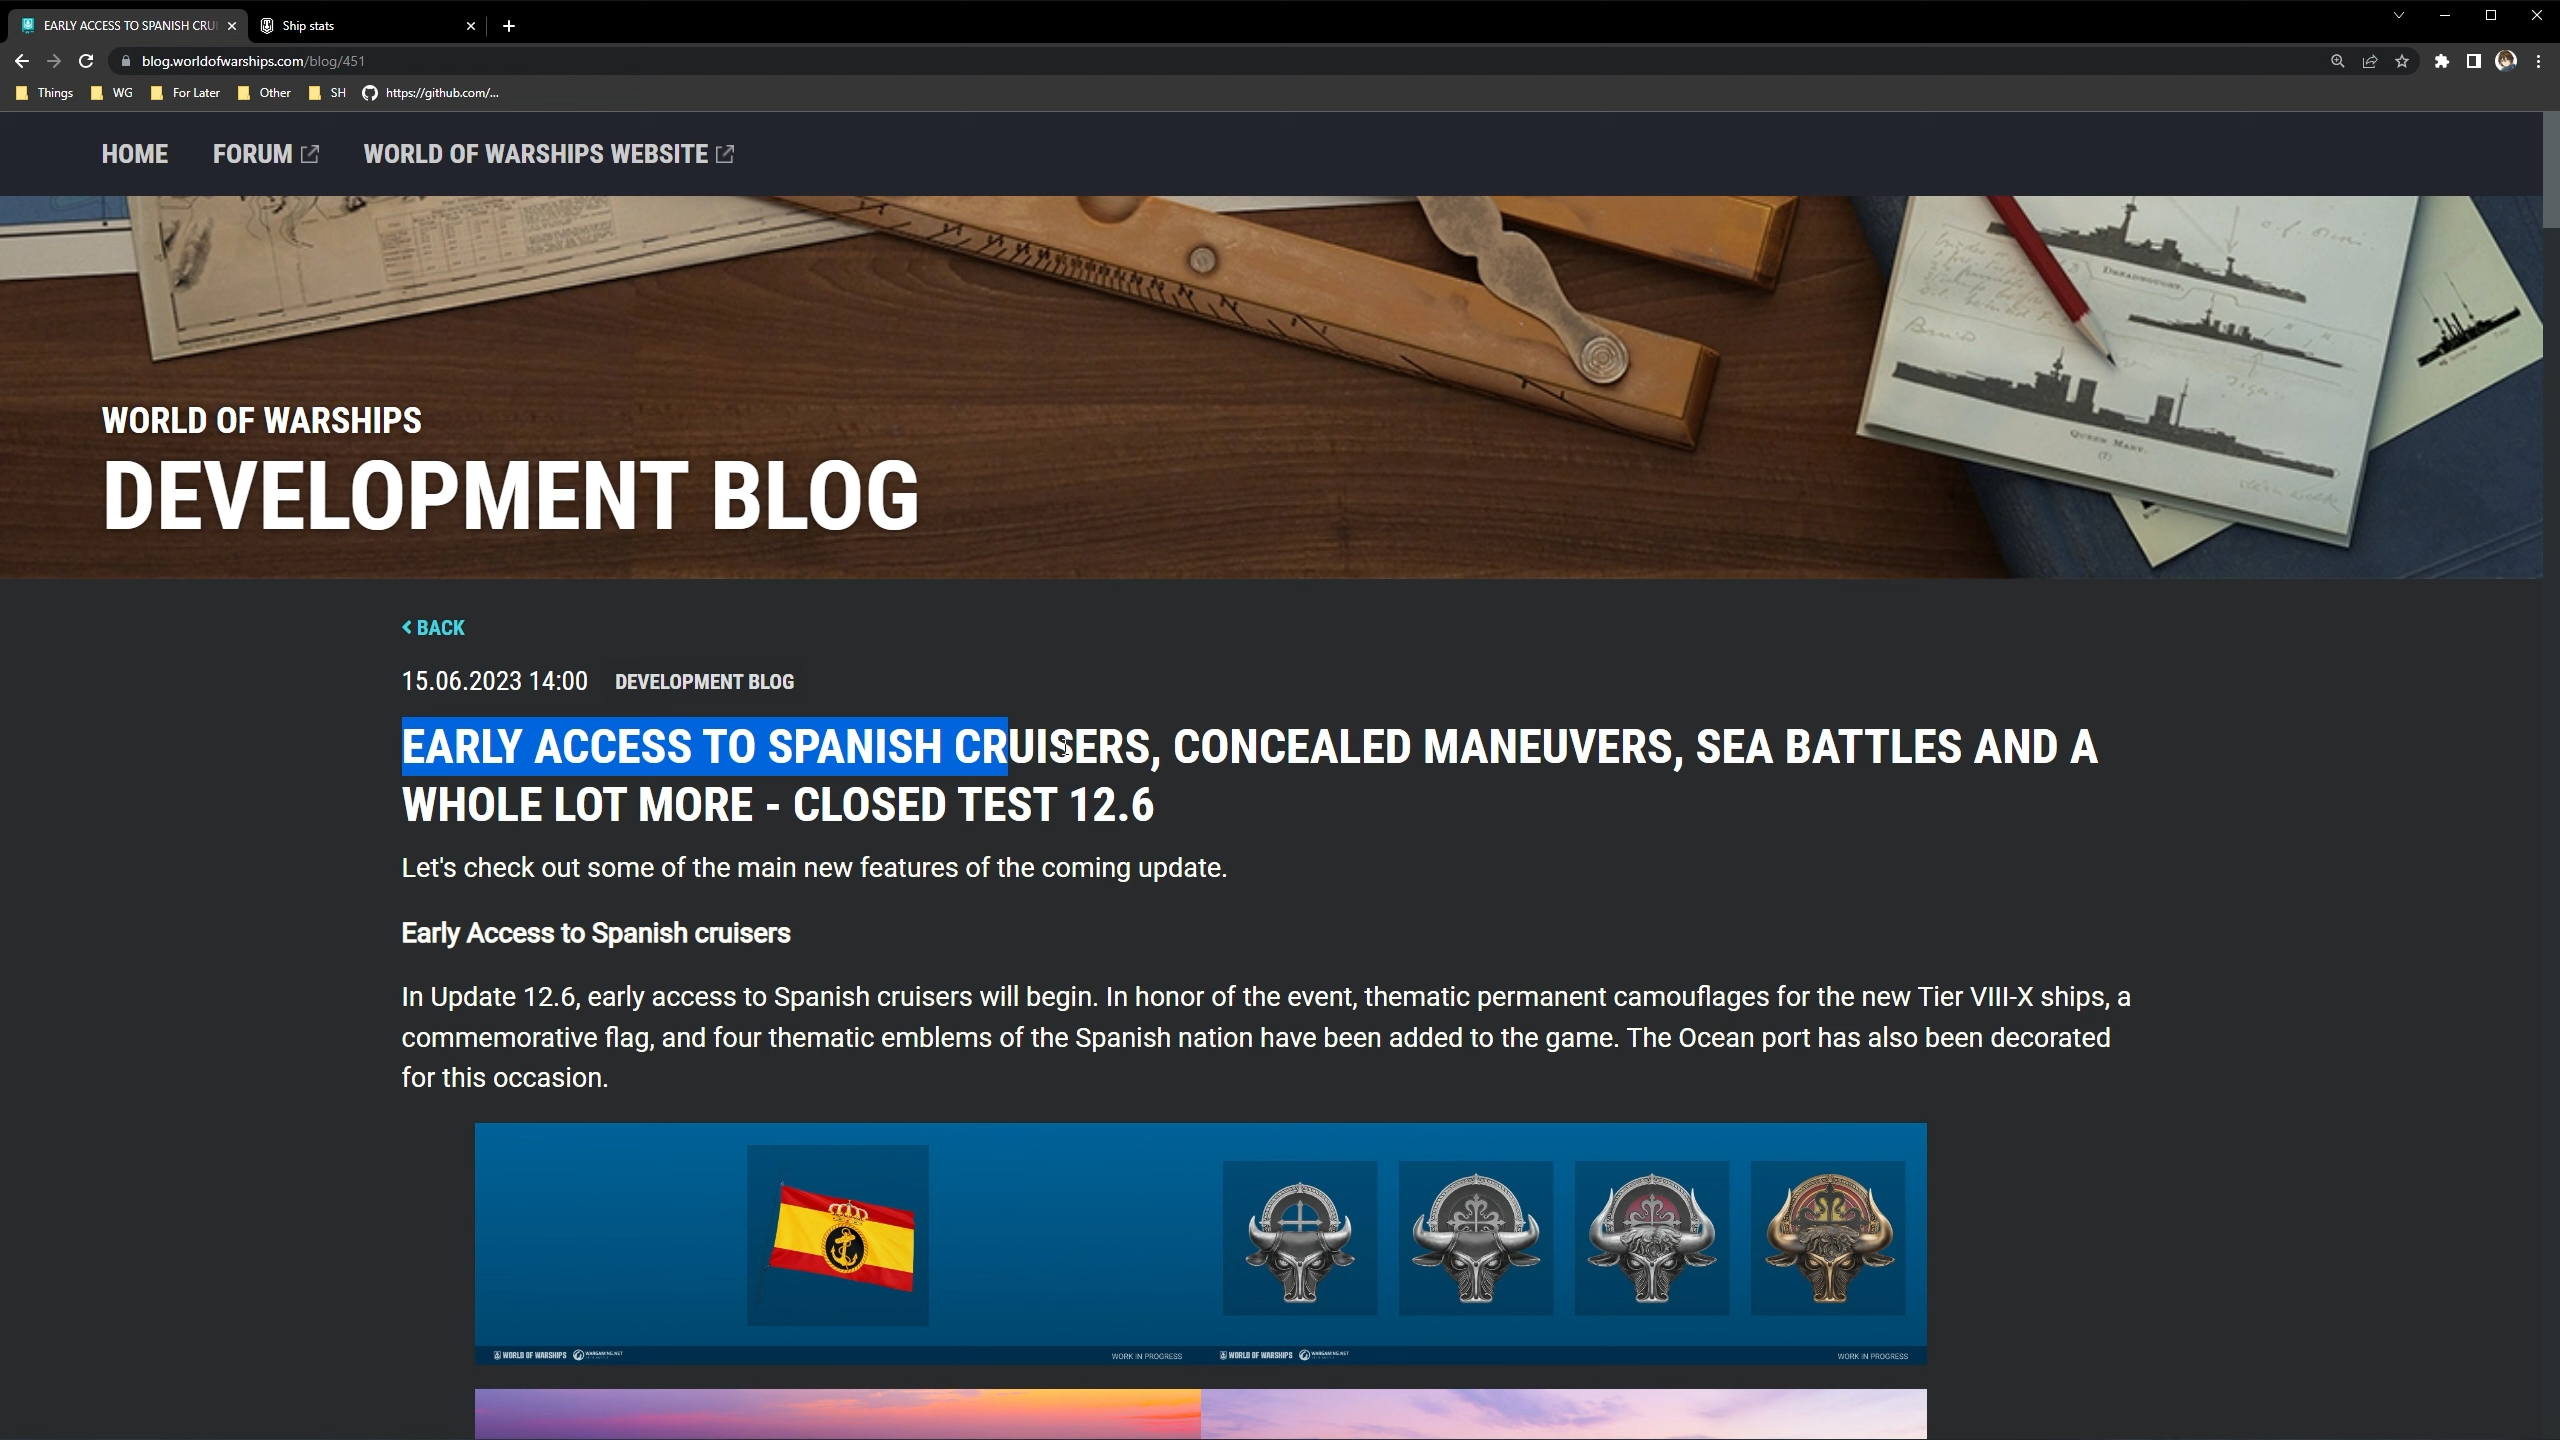 EARLY ACCESS TO SPANISH CRUI
Ship stats
blog.worldofwarships.com/blog/451
Things
WG
For Later
Other
SH
https://github.com/...
HOME
FORUM
WORLD OF WARSHIPS WEBSITE
DREADNOUGHT.
QUEEN MARY.
WORLD OF WARSHIPS
DEVELOPMENT BLOG
BACK
15.06.2023 14:00
DEVELOPMENT BLOG
EARLY ACCESS TO SPANISH CRUISERS, CONCEALED MANEUVERS, SEA BATTLES AND A
WHOLE LOT MORE - CLOSED TEST 12.6
Let's check out some of the main new features of the coming update.
Early Access to Spanish cruisers
In Update 12.6, early access to Spanish cruisers will begin. In honor of the event, thematic permanent camouflages for the new Tier VIII-X ships, a
commemorative flag, and four thematic emblems of the Spanish nation have been added to the game. The Ocean port has also been decorated
for this occasion.
WORLD OF WARSHIPS
WARGAMING.NET
WORK IN PROGRESS
WORLD OF WARSHIPS
WARGAMING.NET
WORK IN PROGRESS